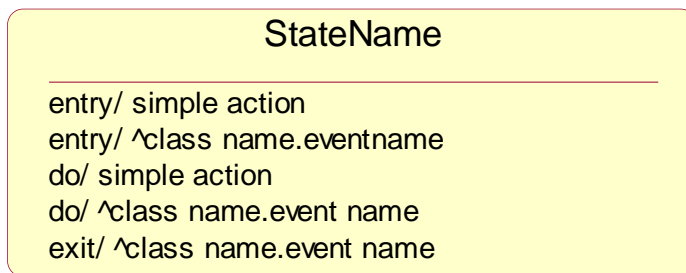 StateName
entry/ simple action
entry/ ^class name.eventname
do/ simple action
do/ ^class name.event name
exit/ ^class name.event name